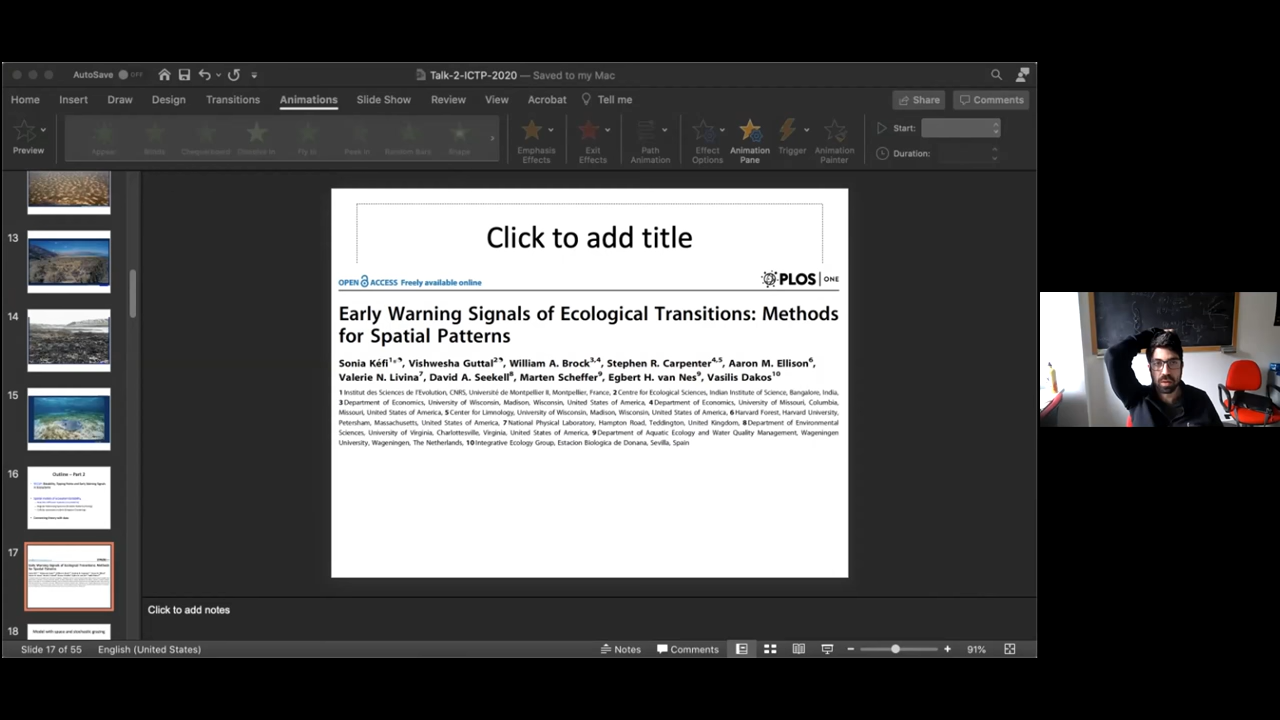 AutoSave OFF
Talk-2-ICTP-2020 — Saved to my Mac
Home Insert Draw Design Transitions Animations Slide Show Review View Acrobat Tell me
Share Comments
Preview
Appear
Fly In
Random Bars
Shape
Emphasis Effects
Exit Effects
Path Animation
Effect Options
Animation Pane
Trigger
Animation Painter
Start:
Duration:
13
14
15
16
Outline – Part 2
17
18
Model with space and stochastic grazing
Click to add title
OPEN ACCESS Freely available online
PLOS ONE
Early Warning Signals of Ecological Transitions: Methods
for Spatial Patterns
Sonia Kéfi1*, Vishwesha Guttal2, William A. Brock3,4, Stephen R. Carpenter4,5, Aaron M. Ellison6,
Valerie N. Livina7, David A. Seekell8, Marten Scheffer9, Egbert H. van Nes9, Vasilis Dakos10
1 Institut des Sciences de l'Evolution, CNRS, Université de Montpellier II, Montpellier, France, 2 Centre for Ecological Sciences, Indian Institute of Science, Bangalore, India,
3 Department of Economics, University of Wisconsin, Madison, Wisconsin, United States of America, 4 Department of Economics, University of Missouri, Columbia,
Missouri, United States of America, 5 Center for Limnology, University of Wisconsin, Madison, Wisconsin, United States of America, 6 Harvard Forest, Harvard University,
Petersham, Massachusetts, United States of America, 7 National Physical Laboratory, Hampton Road, Teddington, United Kingdom, 8 Department of Environmental
Sciences, University of Virginia, Charlottesville, Virginia, United States of America, 9 Department of Aquatic Ecology and Water Quality Management, Wageningen
University, Wageningen, The Netherlands, 10 Integrative Ecology Group, Estacion Biologica de Donana, Sevilla, Spain
Click to add notes
Slide 17 of 55 English (United States)
Notes Comments 91%